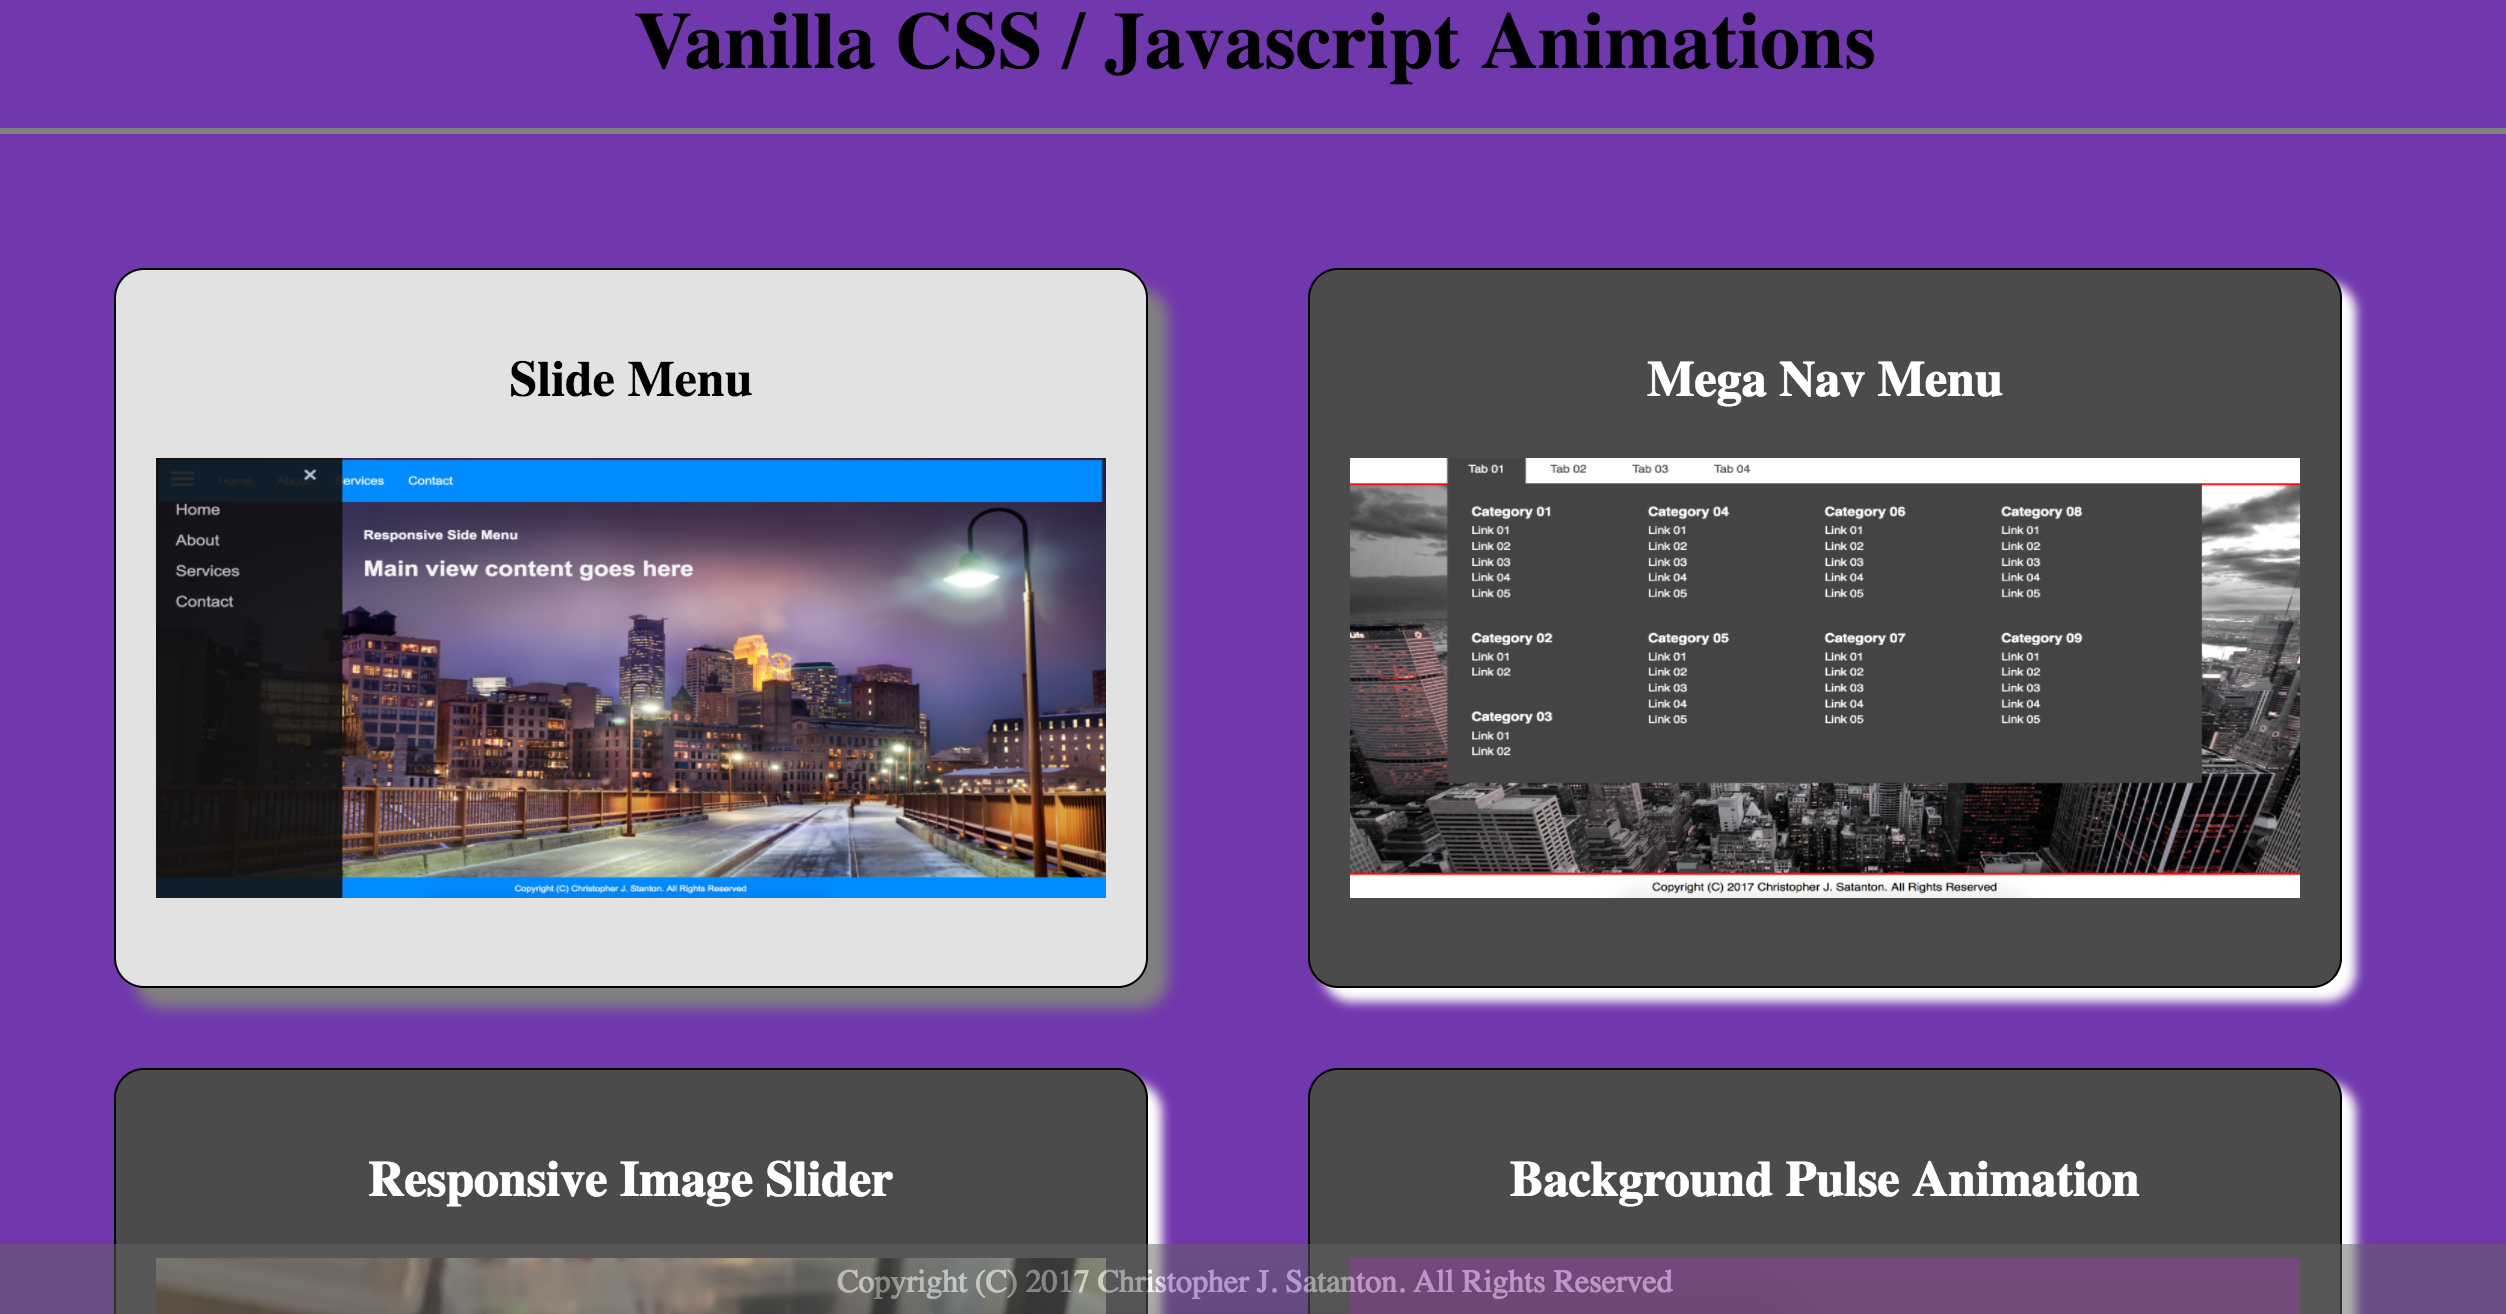 Vanilla CSS / Javascript Animations
Slide Menu
Home About ervices Contact
×
Home
About
Services
Contact
Responsive Side Menu
Main view content goes here
Copyright (C) Christopher J. Stanton. All Rights Reserved
Mega Nav Menu
Tab 01 Tab 02 Tab 03 Tab 04
Category 01
Link 01
Link 02
Link 03
Link 04
Link 05
Category 02
Link 01
Link 02
Category 03
Link 01
Link 02
Category 04
Link 01
Link 02
Link 03
Link 04
Link 05
Category 05
Link 01
Link 02
Link 03
Link 04
Link 05
Category 06
Link 01
Link 02
Link 03
Link 04
Link 05
Category 07
Link 01
Link 02
Link 03
Link 04
Link 05
Category 08
Link 01
Link 02
Link 03
Link 04
Link 05
Category 09
Link 01
Link 02
Link 03
Link 04
Link 05
Copyright (C) 2017 Christopher J. Satanton. All Rights Reserved
Responsive Image Slider
Background Pulse Animation
Copyright (C) 2017 Christopher J. Satanton. All Rights Reserved